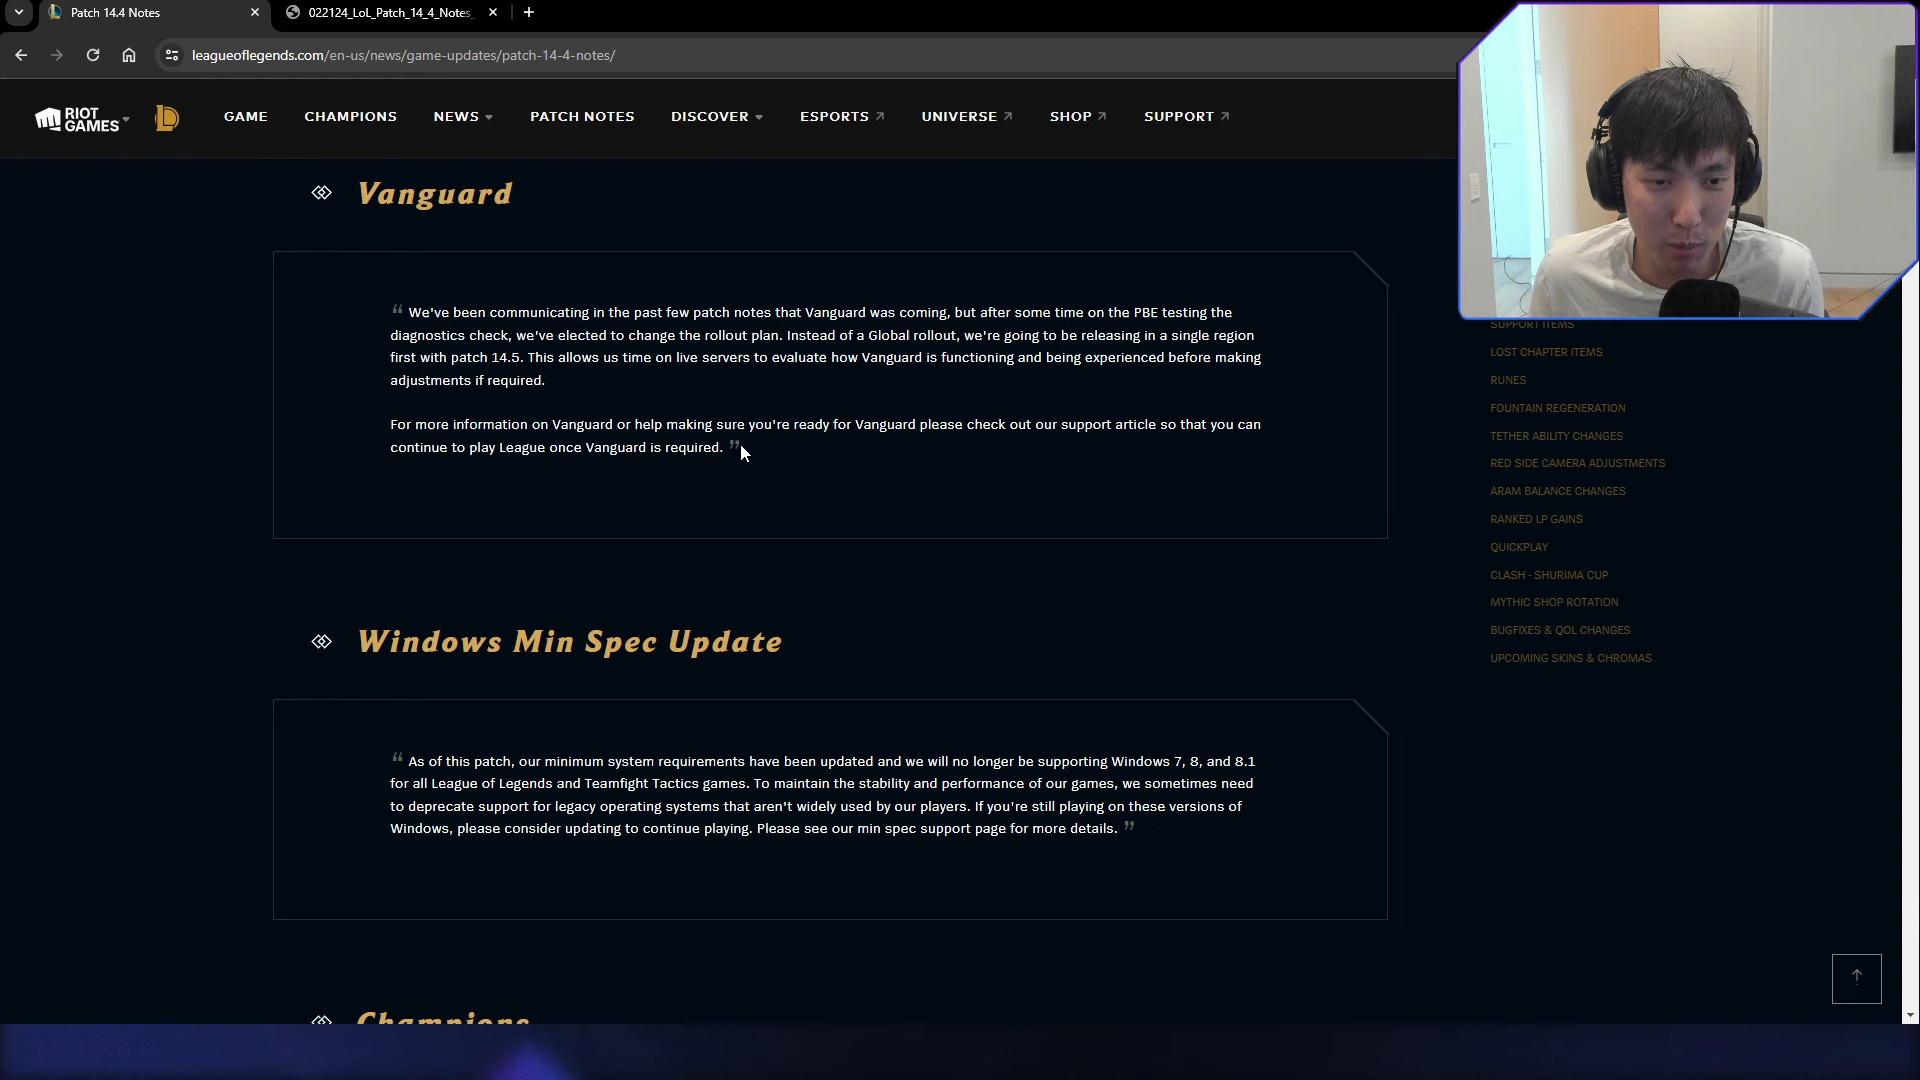 Patch 14.4 Notes
022124_LoL_Patch_14_4_Notes_
leagueoflegends.com/en-us/news/game-updates/patch-14-4-notes/
RIOT GAMES
GAME
CHAMPIONS
NEWS
PATCH NOTES
DISCOVER
ESPORTS
UNIVERSE
SHOP
SUPPORT
Vanguard
“ We've been communicating in the past few patch notes that Vanguard was coming, but after some time on the PBE testing the
diagnostics check, we've elected to change the rollout plan. Instead of a Global rollout, we're going to be releasing in a single region
first with patch 14.5. This allows us time on live servers to evaluate how Vanguard is functioning and being experienced before making
adjustments if required.
For more information on Vanguard or help making sure you're ready for Vanguard please check out our support article so that you can
continue to play League once Vanguard is required. ”
Windows Min Spec Update
“ As of this patch, our minimum system requirements have been updated and we will no longer be supporting Windows 7, 8, and 8.1
for all League of Legends and Teamfight Tactics games. To maintain the stability and performance of our games, we sometimes need
to deprecate support for legacy operating systems that aren't widely used by our players. If you're still playing on these versions of
Windows, please consider updating to continue playing. Please see our min spec support page for more details. ”
Champions
SUPPORT ITEMS
LOST CHAPTER ITEMS
RUNES
FOUNTAIN REGENERATION
TETHER ABILITY CHANGES
RED SIDE CAMERA ADJUSTMENTS
ARAM BALANCE CHANGES
RANKED LP GAINS
QUICKPLAY
CLASH - SHURIMA CUP
MYTHIC SHOP ROTATION
BUGFIXES & QOL CHANGES
UPCOMING SKINS & CHROMAS